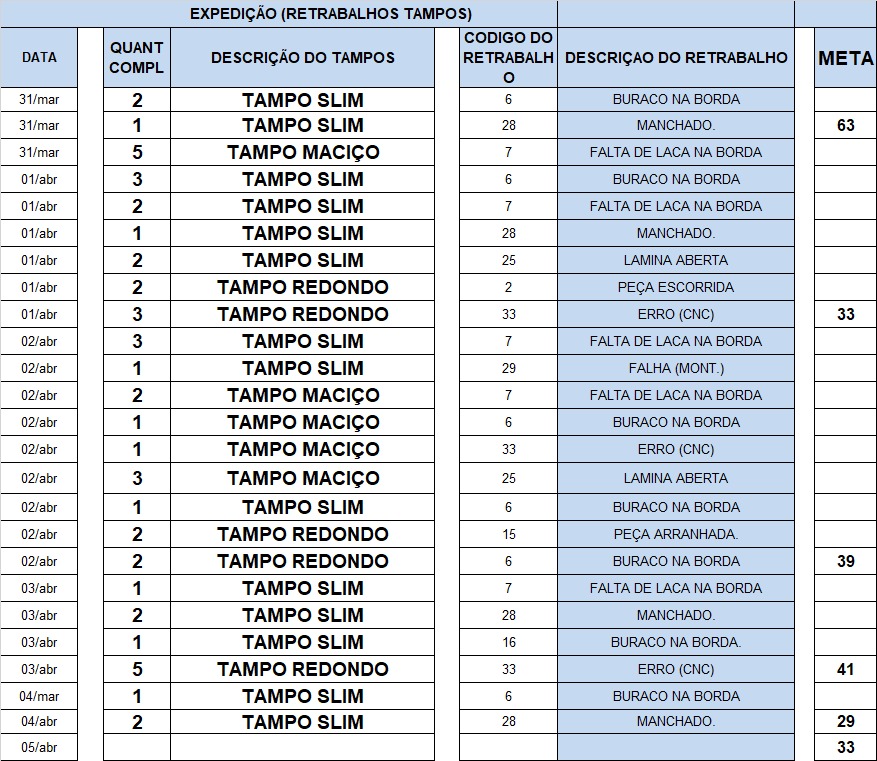 EXPEDIÇÃO (RETRABALHOS TAMPOS)
DATA QUANT COMPL DESCRIÇÃO DO TAMPOS CODIGO DO RETRABALHO DESCRIÇAO DO RETRABALHO META
31/mar 2 TAMPO SLIM 6 BURACO NA BORDA
31/mar 1 TAMPO SLIM 28 MANCHADO. 63
31/mar 5 TAMPO MACIÇO 7 FALTA DE LACA NA BORDA
01/abr 3 TAMPO SLIM 6 BURACO NA BORDA
01/abr 2 TAMPO SLIM 7 FALTA DE LACA NA BORDA
01/abr 1 TAMPO SLIM 28 MANCHADO.
01/abr 2 TAMPO SLIM 25 LAMINA ABERTA
01/abr 2 TAMPO REDONDO 2 PEÇA ESCORRIDA
01/abr 3 TAMPO REDONDO 33 ERRO (CNC) 33
02/abr 3 TAMPO SLIM 7 FALTA DE LACA NA BORDA
02/abr 1 TAMPO SLIM 29 FALHA (MONT.)
02/abr 2 TAMPO MACIÇO 7 FALTA DE LACA NA BORDA
02/abr 1 TAMPO MACIÇO 6 BURACO NA BORDA
02/abr 1 TAMPO MACIÇO 33 ERRO (CNC)
02/abr 3 TAMPO MACIÇO 25 LAMINA ABERTA
02/abr 1 TAMPO SLIM 6 BURACO NA BORDA
02/abr 2 TAMPO REDONDO 15 PEÇA ARRANHADA.
02/abr 2 TAMPO REDONDO 6 BURACO NA BORDA 39
03/abr 1 TAMPO SLIM 7 FALTA DE LACA NA BORDA
03/abr 2 TAMPO SLIM 28 MANCHADO.
03/abr 1 TAMPO SLIM 16 BURACO NA BORDA.
03/abr 5 TAMPO REDONDO 33 ERRO (CNC) 41
04/mar 1 TAMPO SLIM 6 BURACO NA BORDA
04/abr 2 TAMPO SLIM 28 MANCHADO. 29
05/abr 33